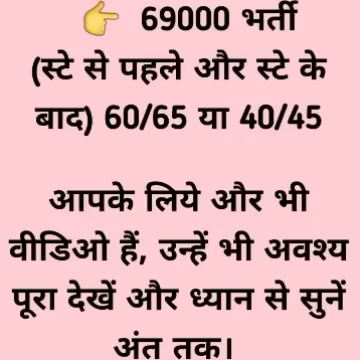 👉 69000 भर्ती
(स्टे से पहले और स्टे के
बाद) 60/65 या 40/45
आपके लिये और भी
वीडिओ हैं, उन्हें भी अवश्य
पूरा देखें और ध्यान से सुनें
अंत तक।